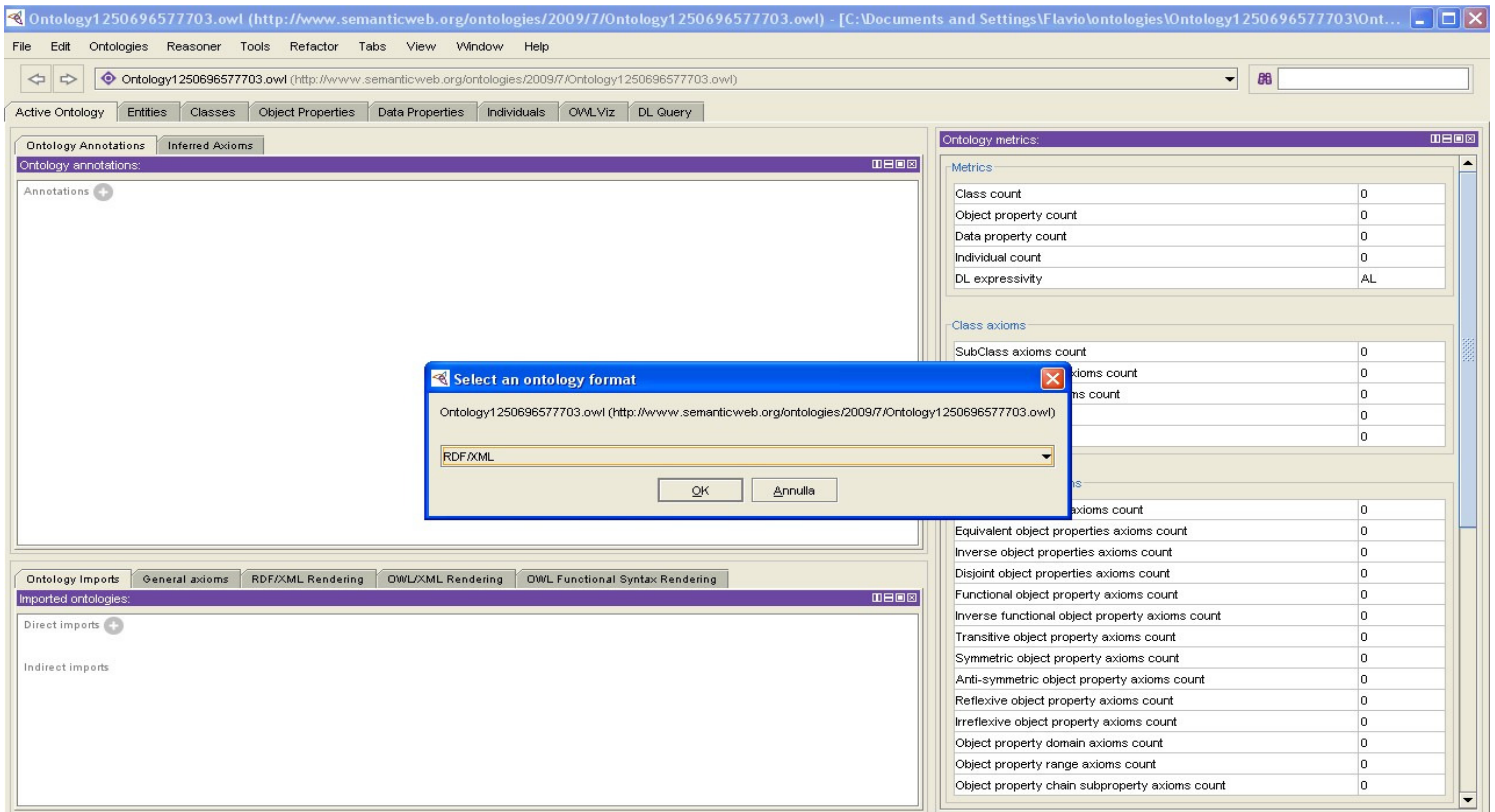 Ontology1250696577703.owl (http://www.semanticweb.org/ontologies/2009/7/Ontology1250696577703.owl) - [C:\Documents and Settings\Flavio\ontologies\Ontology1250696577703\Ont...
File Edit Ontologies Reasoner Tools Refactor Tabs View Window Help
Ontology1250696577703.owl (http://www.semanticweb.org/ontologies/2009/7/Ontology1250696577703.owl)
Active Ontology Entities Classes Object Properties Data Properties Individuals OWLViz DL Query
Ontology Annotations Inferred Axioms
Ontology annotations:
Annotations
Ontology metrics:
Metrics
Class count 0
Object property count 0
Data property count 0
Individual count 0
DL expressivity AL
Class axioms
SubClass axioms count 0
xioms count 0
ns count 0
0
0
Select an ontology format
Ontology1250696577703.owl (http://www.semanticweb.org/ontologies/2009/7/Ontology1250696577703.owl)
RDF/XML
OK Annulla
ns
axioms count 0
Equivalent object properties axioms count 0
Inverse object properties axioms count 0
Disjoint object properties axioms count 0
Functional object property axioms count 0
Inverse functional object property axioms count 0
Transitive object property axioms count 0
Symmetric object property axioms count 0
Anti-symmetric object property axioms count 0
Reflexive object property axioms count 0
Irreflexive object property axioms count 0
Object property domain axioms count 0
Object property range axioms count 0
Object property chain subproperty axioms count 0
Ontology Imports General axioms RDF/XML Rendering OWL/XML Rendering OWL Functional Syntax Rendering
Imported ontologies:
Direct imports
Indirect imports